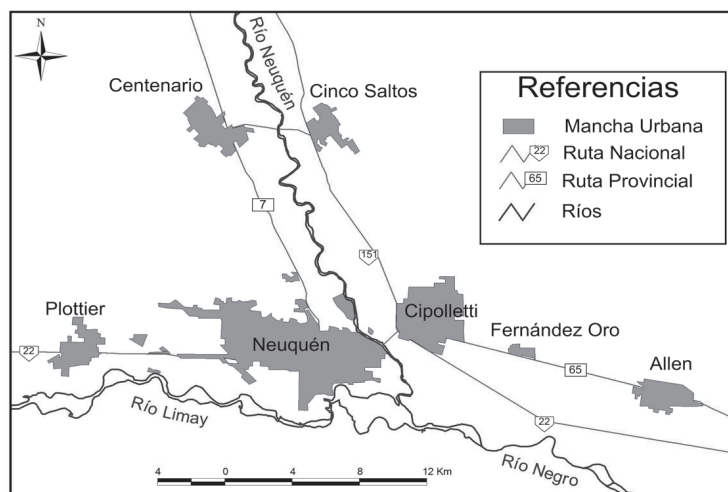 N
Río Neuquén
Centenario
Cinco Saltos
Referencias
Mancha Urbana
22 Ruta Nacional
65 Ruta Provincial
Ríos
7
151
Plottier
Cipolletti
Neuquén
Fernández Oro
Allen
22
65
22
Río Limay
Río Negro
4 0 4 8 12 Km